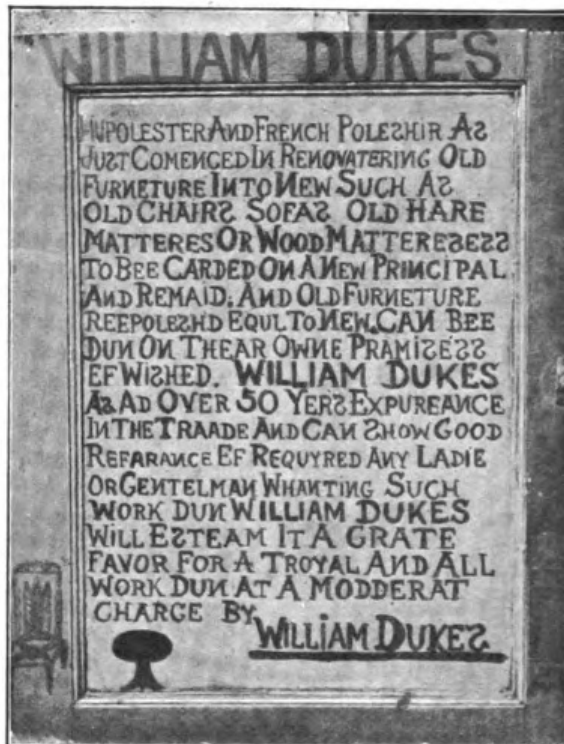 WILLIAM DUKES
HUPOLESTER AND FRENCH POLESHIR AS
JUST COMENCED IN RENOVATERING OLD
FURNETURE INTO NEW SUCH AS
OLD CHAIRS SOFAS OLD HARE
MATTERES OR WOOD MATTERESESS
TO BEE CARDED ON A NEW PRINCIPAL
AND REMAID. AND OLD FURNETURE
REEPOLESHD EQUL TO NEW. CAN BEE
DUN ON THEAR OWNE PRAMISESS
EF WISHED. WILLIAM DUKES
AS AD OVER 50 YERS EXPUREANCE
IN THE TRAADE AND CAN SHOW GOOD
REFARANCE EF REQUYRED ANY LADIE
OR GENTELMAN WHANTING SUCH
WORK DUN WILLIAM DUKES
WILL ESTEAM IT A GRATE
FAVOR FOR A TROYAL AND ALL
WORK DUN AT A MODDERAT
CHARGE BY
WILLIAM DUKES